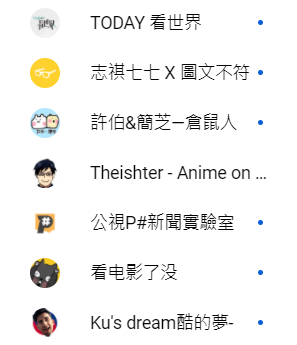 TODAY 看世界
志祺七七 X 圖文不符
許伯&簡芝—倉鼠人
Theishter - Anime on ...
公視P#新聞實驗室
看电影了没
Ku's dream酷的夢-